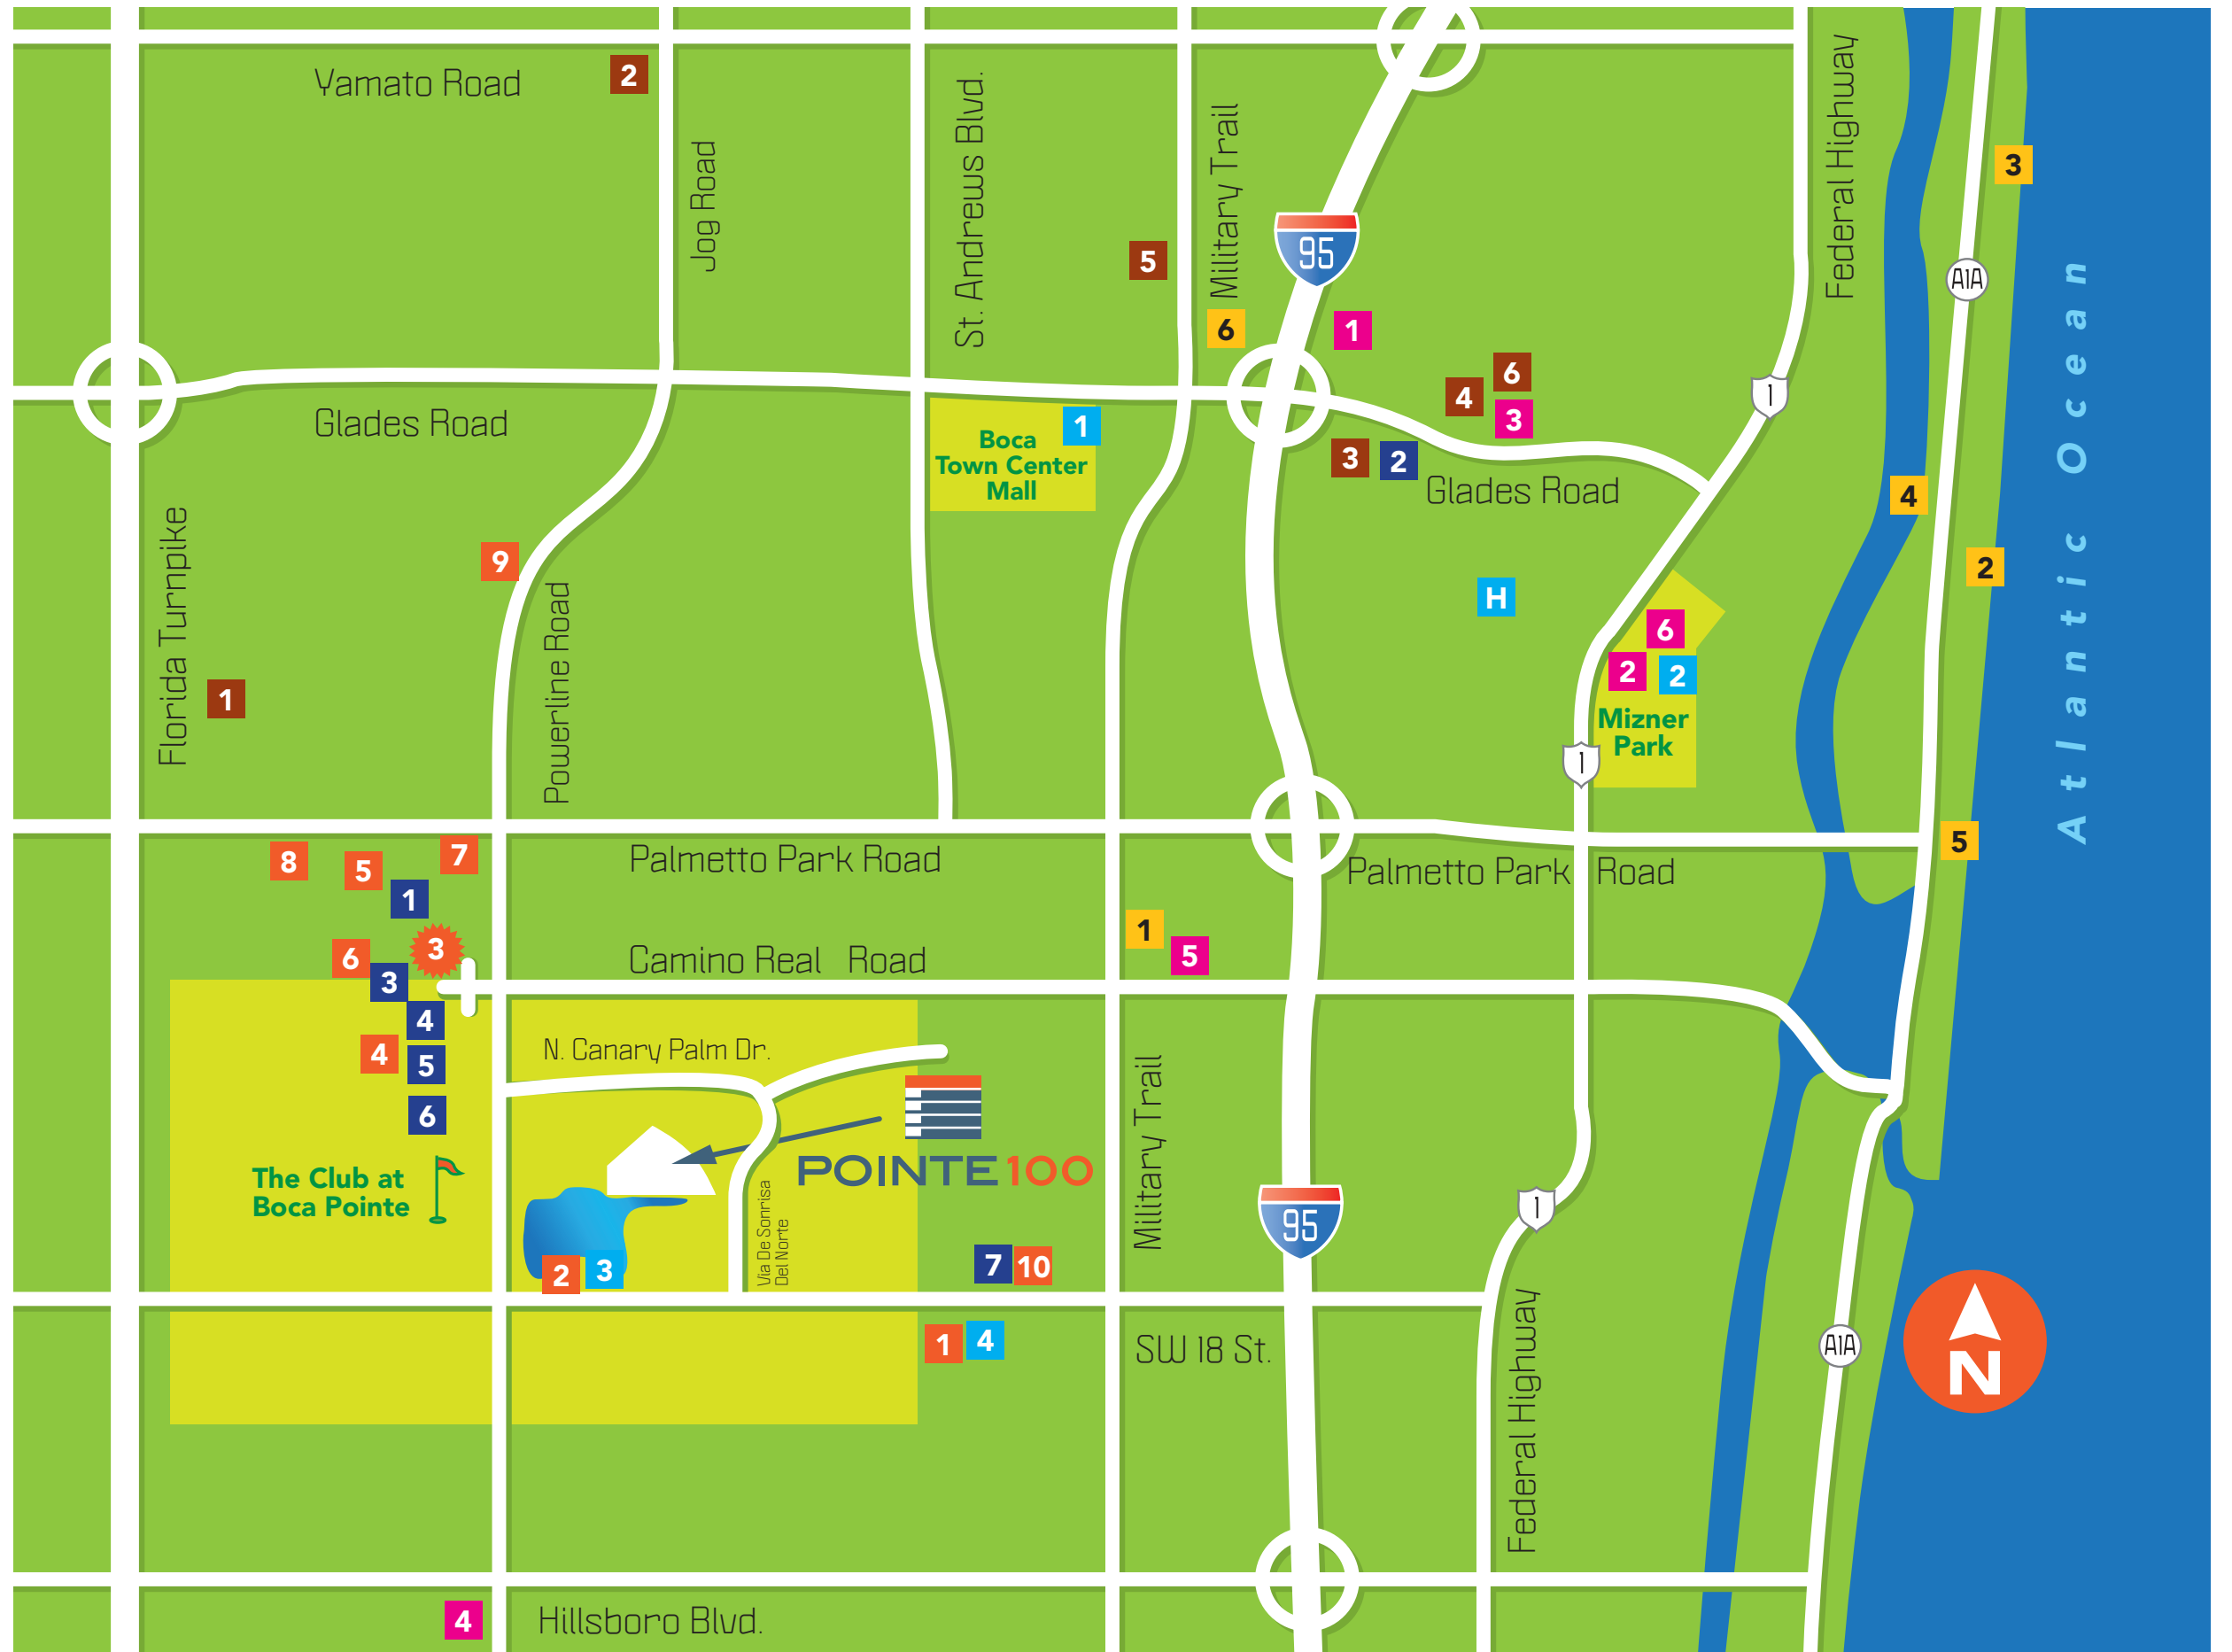 Yamato Road
2
Jog Road
St. Andrews Blvd.
Military Trail
Federal Highway
3
95
5
A1A
6
1
Atlantic Ocean
6
4
3
1
Glades Road
1
Boca
Town Center
Mall
3
2
Glades Road
4
9
2
Florida Turnpike
Powerline Road
H
6
2
2
1
Mizner
Park
1
8
5
7
Palmetto Park Road
Palmetto Park Road
5
1
3
6
3
Camino Real Road
1
5
4
4
5
6
N. Canary Palm Dr.
Military Trail
The Club at
Boca Pointe
POINTE100
Via De Sonrisa
Del Norte
95
1
2
3
7
10
1
4
SW 18 St.
Federal Highway
A1A
N
4
Hillsboro Blvd.